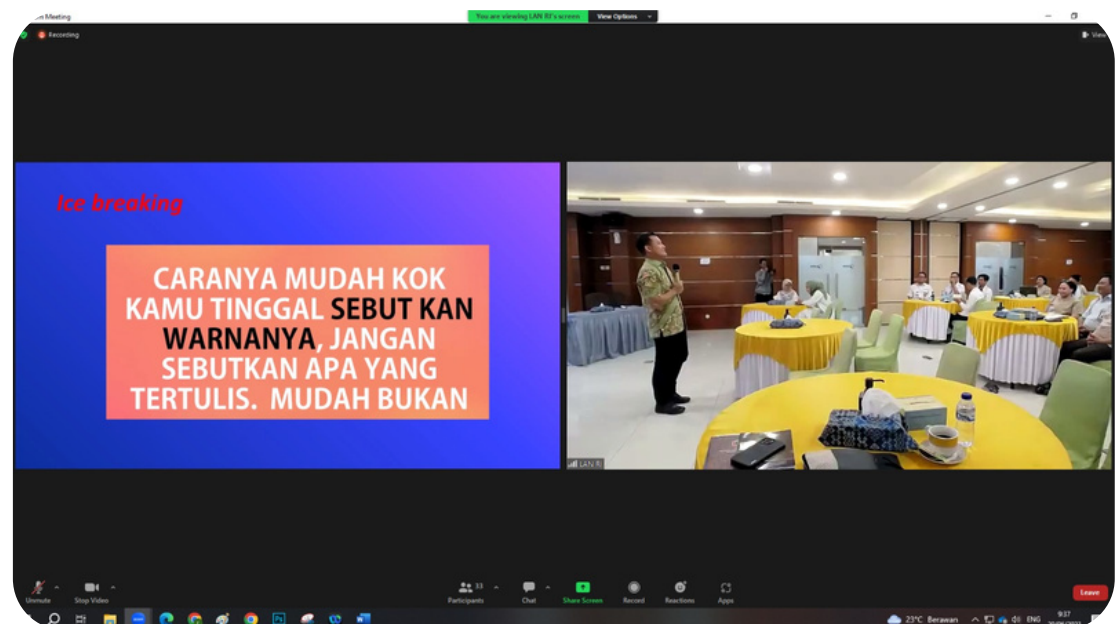 Meeting
You are viewing LAN RI's screen View Options
Recording
View
Ice breaking
CARANYA MUDAH KOK
KAMU TINGGAL SEBUT KAN
WARNANYA, JANGAN
SEBUTKAN APA YANG
TERTULIS. MUDAH BUKAN
LAN RI
Unmute
Stop Video
33
Participants
Chat
Share Screen
Record
Reactions
Apps
Leave
23°C Berawan
ENG
9:37